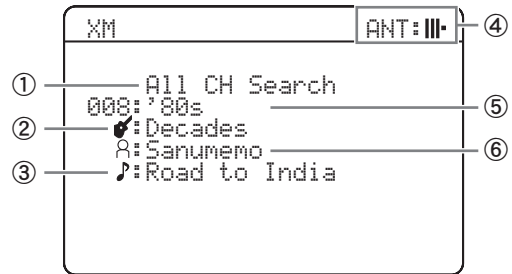 XM ANT:
④
① All CH Search
008:'80s ⑤
② :Decades
:Sanumemo ⑥
③ ♪:Road to India